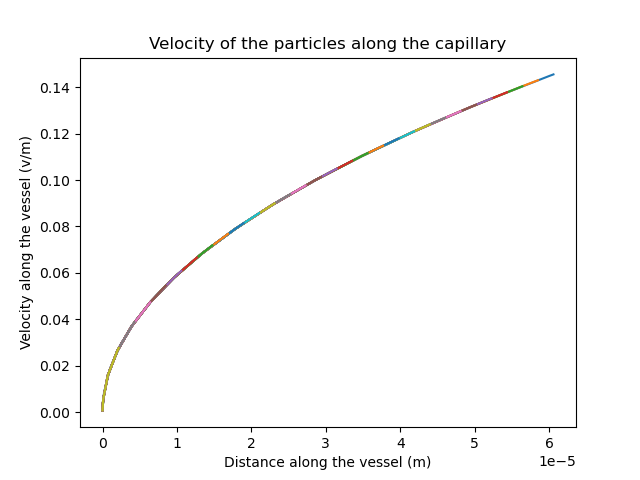 Velocity of the particles along the capillary
Velocity along the vessel (v/m)
0.14
0.12
0.10
0.08
0.06
0.04
0.02
0.00
0 1 2 3 4 5 6
1e−5
Distance along the vessel (m)